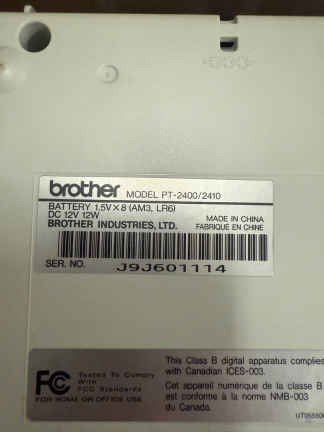 brother MODEL PT-2400/2410
BATTERY 1.5V×8 (AM3, LR6)
DC 12V 12W
MADE IN CHINA
BROTHER INDUSTRIES, LTD. FABRIQUÉ EN CHINE
SER. NO. J9J601114
This Class B digital apparatus complies
with Canadian ICES-003.
FC Tested To Comply
With
FCC Standards
FOR HOME OR OFFICE USE
Cet appareil numérique de la classe B
est conforme à la norme NMB-003
du Canada.